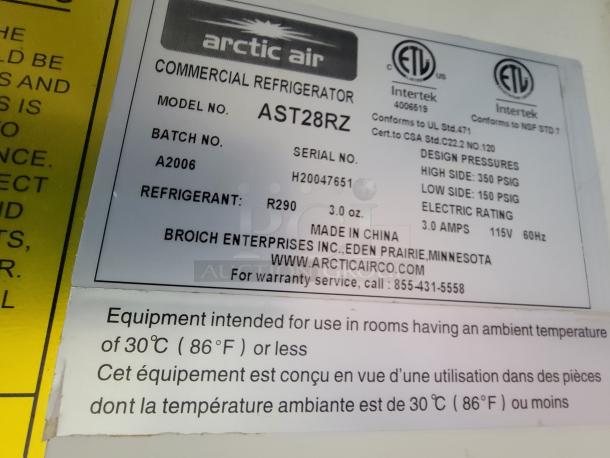 HE
LD BE
S AND
S IS
TO
NCE.
ECT
ND
TS,
R.
L
arctic air
COMMERCIAL REFRIGERATOR
MODEL NO. AST28RZ
BATCH NO.
A2006
SERIAL NO.
H20047651
REFRIGERANT: R290 3.0 oz.
C ETL US
Intertek
4006519
Conforms to UL Std.471
Cert.to CSA Std.C22.2 NO.120
ETL
Intertek
Conforms to NSF STD 7
DESIGN PRESSURES
HIGH SIDE: 350 PSIG
LOW SIDE: 150 PSIG
ELECTRIC RATING
3.0 AMPS 115V 60Hz
MADE IN CHINA
BROICH ENTERPRISES INC.,EDEN PRAIRIE,MINNESOTA
WWW.ARCTICAIRCO.COM
For warranty service, call : 855-431-5558
Equipment intended for use in rooms having an ambient temperature
of 30℃ ( 86°F ) or less
Cet équipement est conçu en vue d'une utilisation dans des pièces
dont la température ambiante est de 30℃ ( 86°F ) ou moins